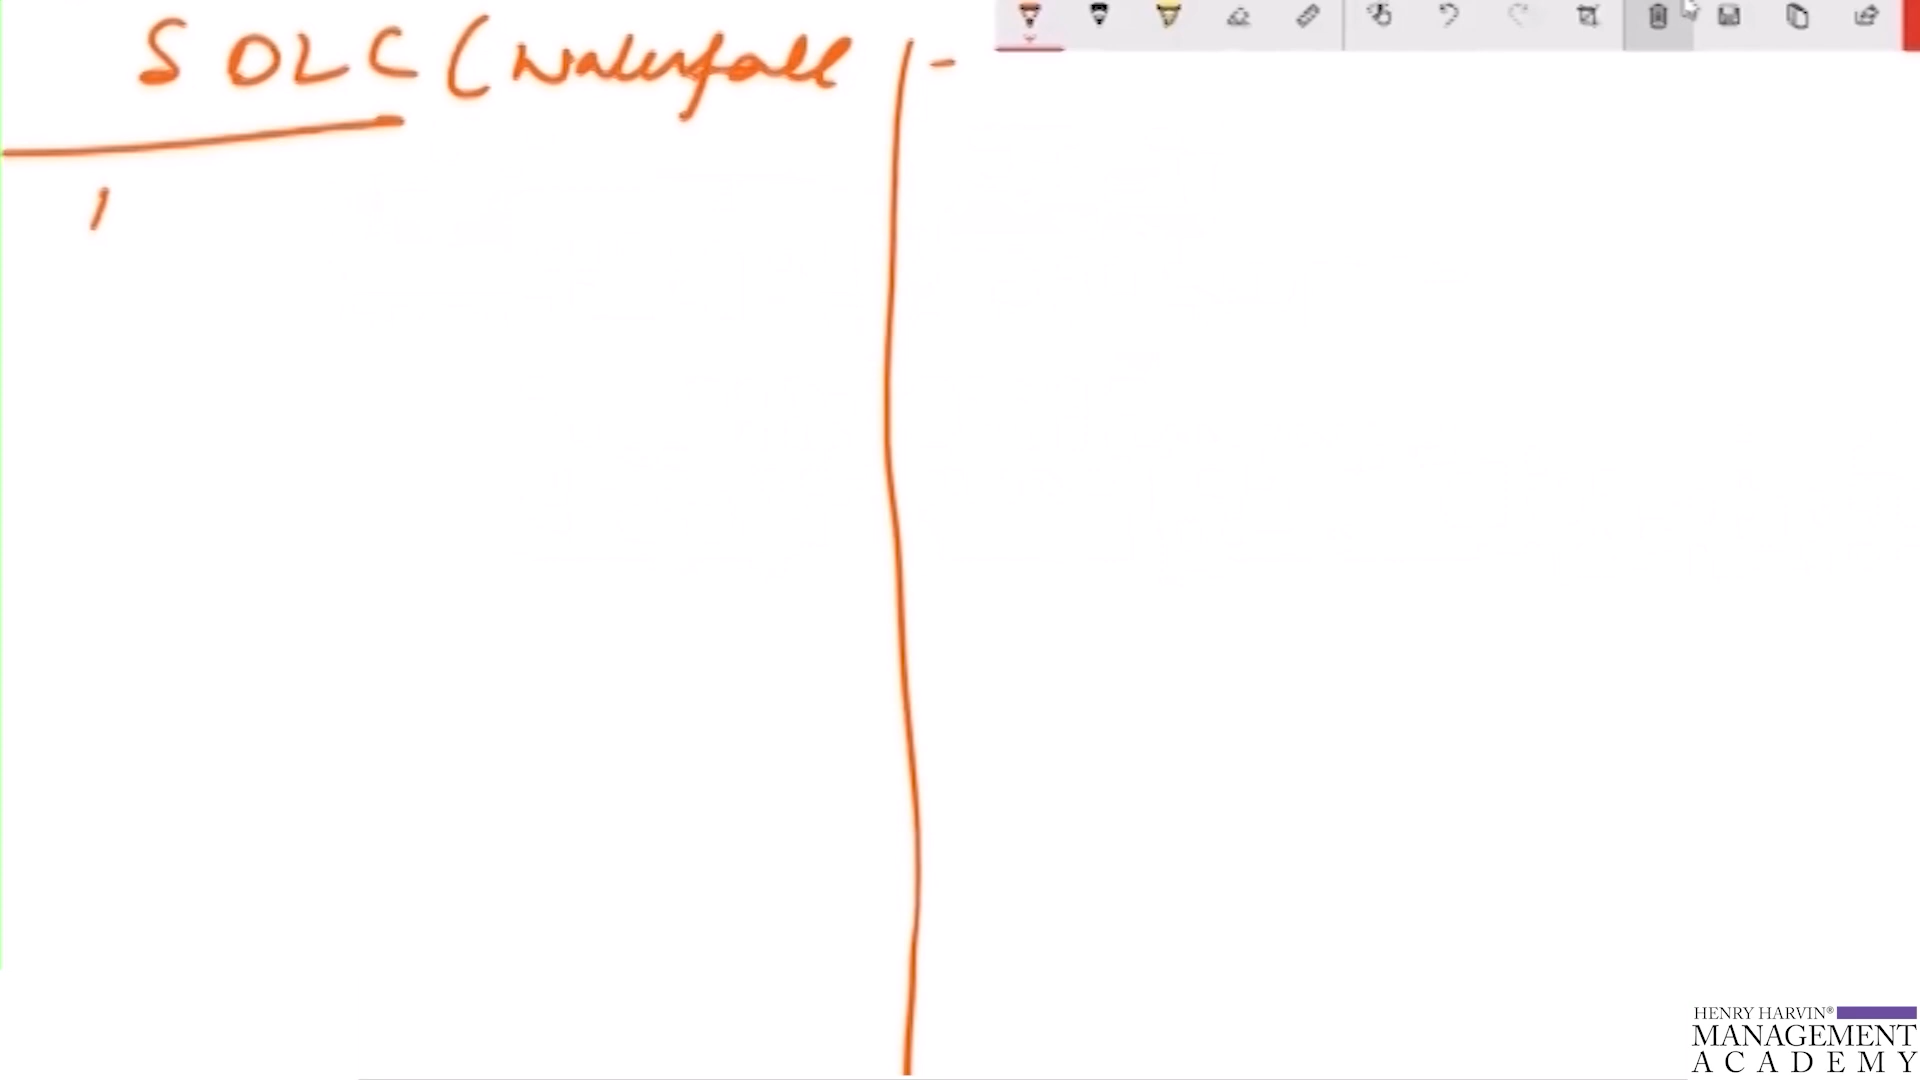 SDLC (Waterfall -
1
HENRY HARVIN®
MANAGEMENT
ACADEMY